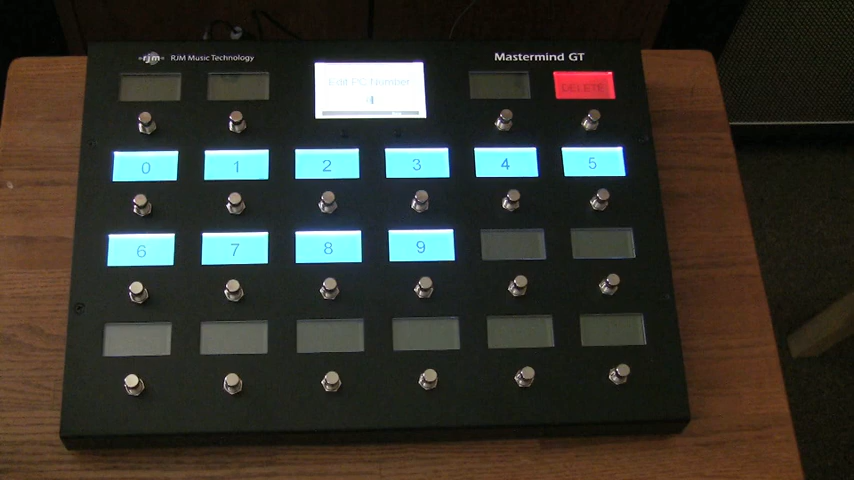 rjm RJM Music Technology
Mastermind GT
Edit PC Number
4
DELETE
0 1 2 3 4 5
6 7 8 9